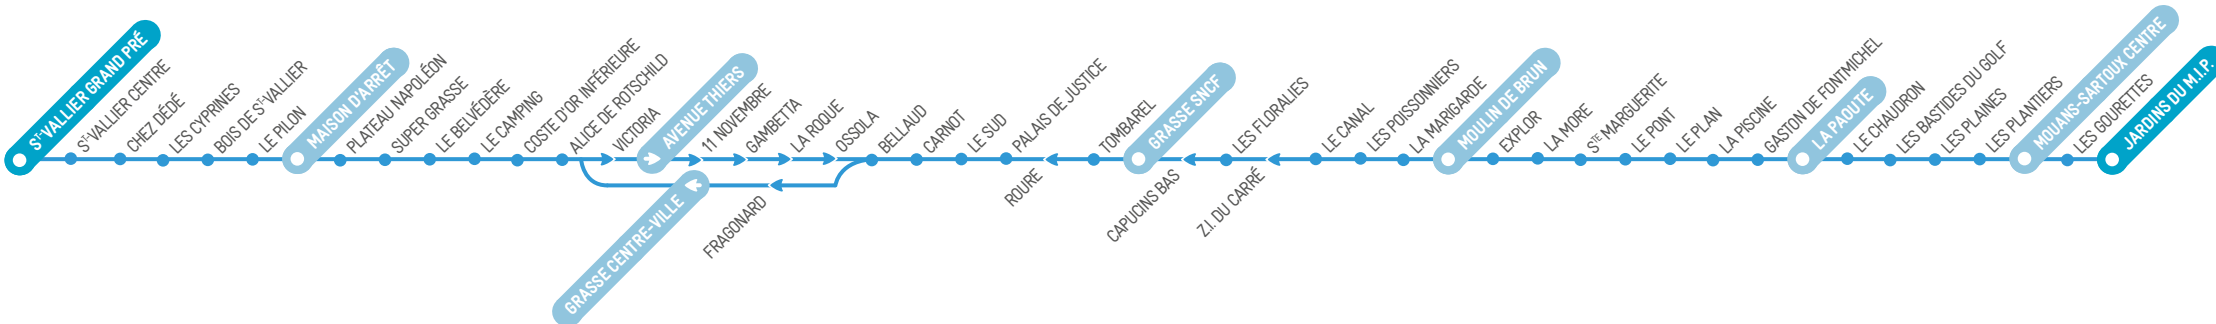 ST-VALLIER GRAND PRÉ
ST-VALLIER CENTRE
CHEZ DÉDÉ
LES CYPRINES
BOIS DE ST-VALLIER
LE PILON
MAISON D'ARRÊT
PLATEAU NAPOLÉON
SUPER GRASSE
LE BELVÉDÈRE
LE CAMPING
COSTE D'OR INFÉRIEURE
ALICE DE ROTSCHILD
VICTORIA
AVENUE THIERS
11 NOVEMBRE
GAMBETTA
LA ROQUE
OSSOLA
GRASSE CENTRE-VILLE
FRAGONARD
BELLAUD
CARNOT
LE SUD
PALAIS DE JUSTICE
ROURE
TOMBAREL
GRASSE SNCF
CAPUCINS BAS
LES FLORALIES
Z.I. DU CARRÉ
LE CANAL
LES POISSONNIERS
LA MARIGARDE
MOULIN DE BRUN
EXPLOR
LA MORE
STE MARGUERITE
LE PONT
LE PLAN
LA PISCINE
GASTON DE FONTMICHEL
LA PAOUTE
LE CHAUDRON
LES BASTIDES DU GOLF
LES PLAINES
LES PLANTIERS
MOUANS-SARTOUX CENTRE
LES GOURETTES
JARDINS DU M.I.P.